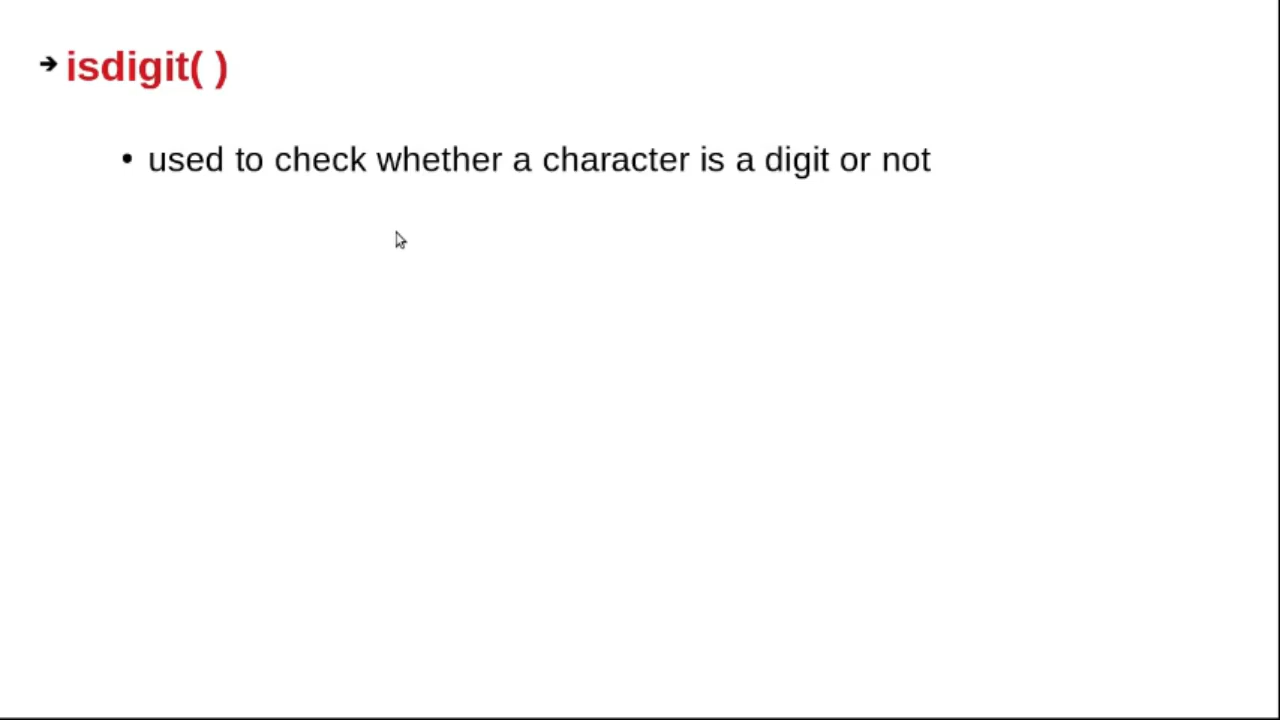 ➔ isdigit( )
• used to check whether a character is a digit or not